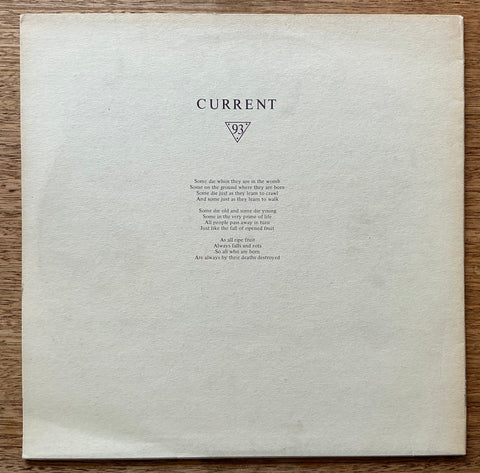 CURRENT
93
Some die when they are in the womb
Some on the ground where they are born
Some die just as they learn to crawl
And some just as they learn to walk
Some die old and some die young
Some in the very prime of life
All people pass away in turn
Just like the fall of ripened fruit
As all ripe fruit
Always falls and rots
So all who are born
Are always by their deaths destroyed